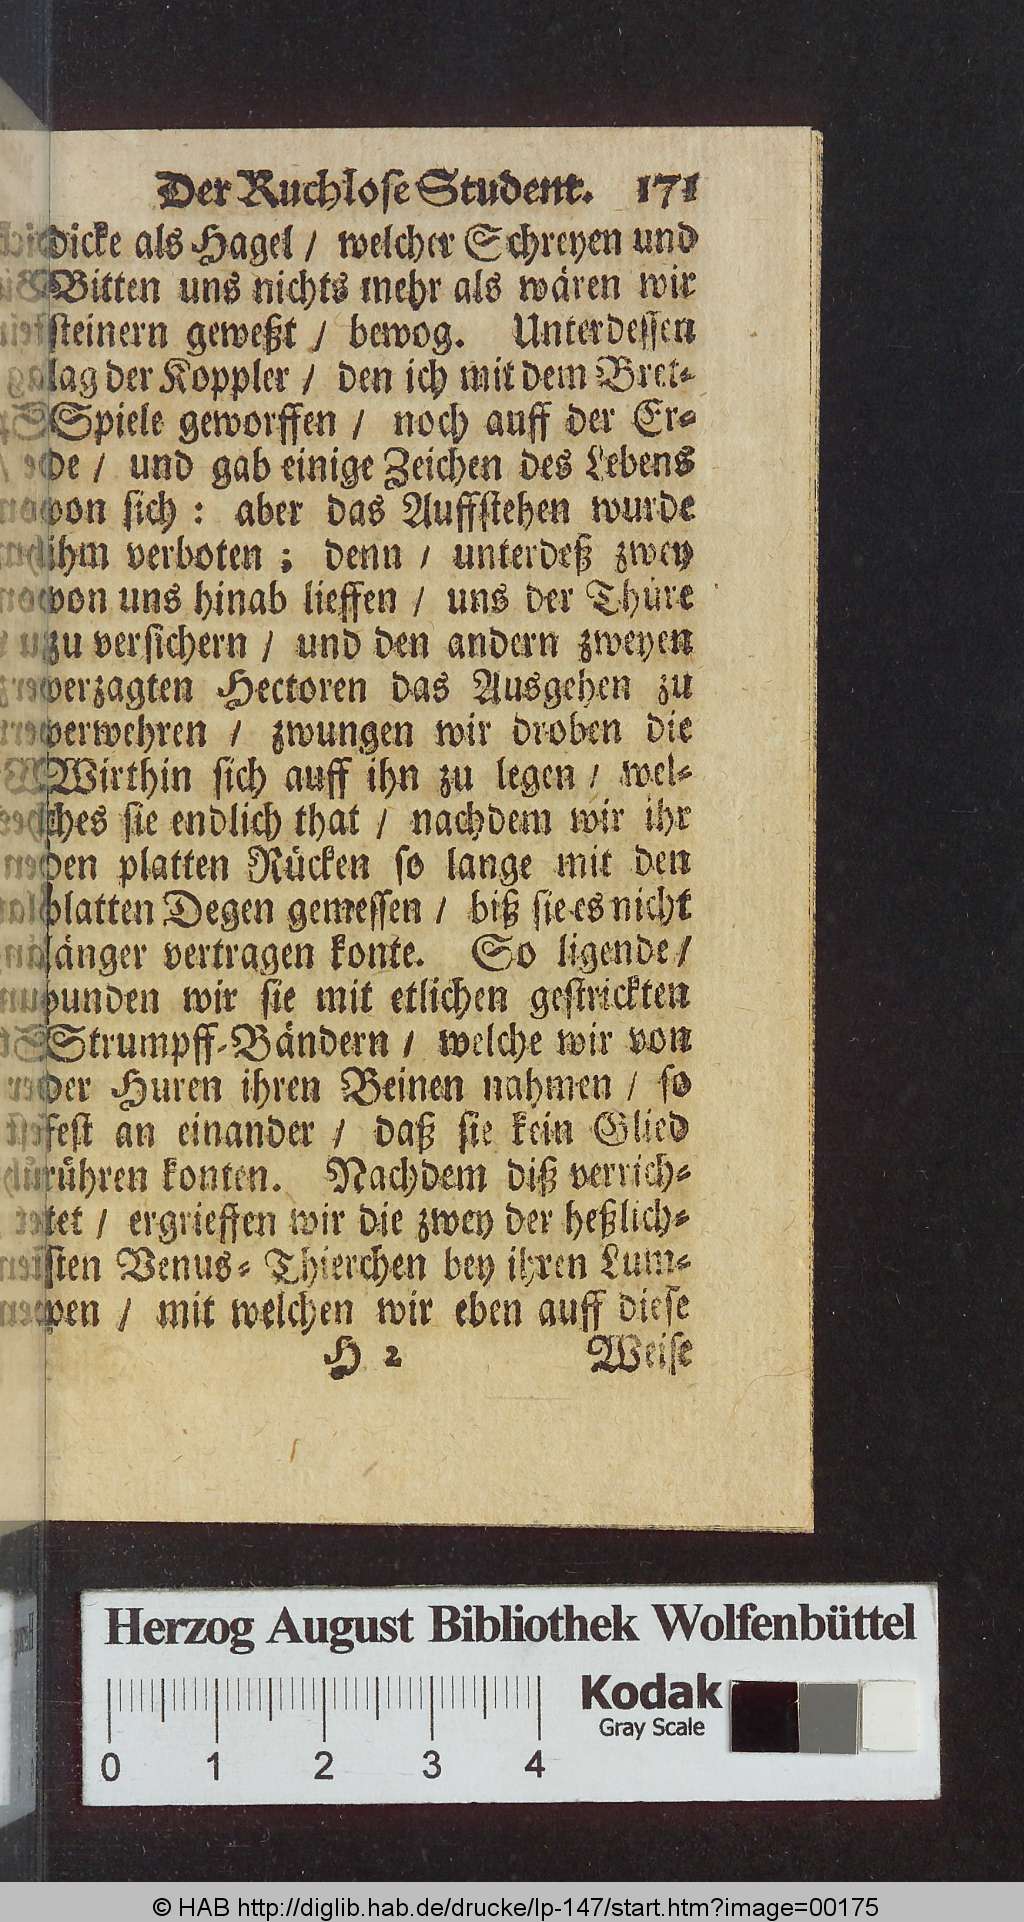 Der Ruchlose Student. 171
dicke als Hagel / welcher Schreyen und
Bitten uns nichts mehr als wären wir
steinern geweßt / bewog. Unterdessen
lag der Koppler / den ich mit dem Bret-
Spiele geworffen / noch auff der Er-
de / und gab einige Zeichen des Lebens
von sich : aber das Auffstehen wurde
ihm verboten ; denn / unterdeß zwey
von uns hinab lieffen / uns der Thüre
zu versichern / und den andern zweyen
verzagten Hectoren das Ausgehen zu
verwehren / zwungen wir droben die
Wirthin sich auff ihn zu legen / wel-
ches sie endlich that / nachdem wir ihr
den platten Rücken so lange mit den
platten Degen gemessen / biß sie es nicht
länger vertragen konte. So ligende /
bunden wir sie mit etlichen gestrickten
Strumpff-Bändern / welche wir von
der Huren ihren Beinen nahmen / so
fest an einander / daß sie kein Glied
rühren konten. Nachdem diß verrich-
tet / ergrieffen wir die zwey der heßlich-
sten Venus-Thierchen bey ihren Lum-
pen / mit welchen wir eben auff diese
H 2 Weise
Herzog August Bibliothek Wolfenbüttel
Kodak
Gray Scale
0 1 2 3 4
© HAB http://diglib.hab.de/drucke/lp-147/start.htm?image=00175